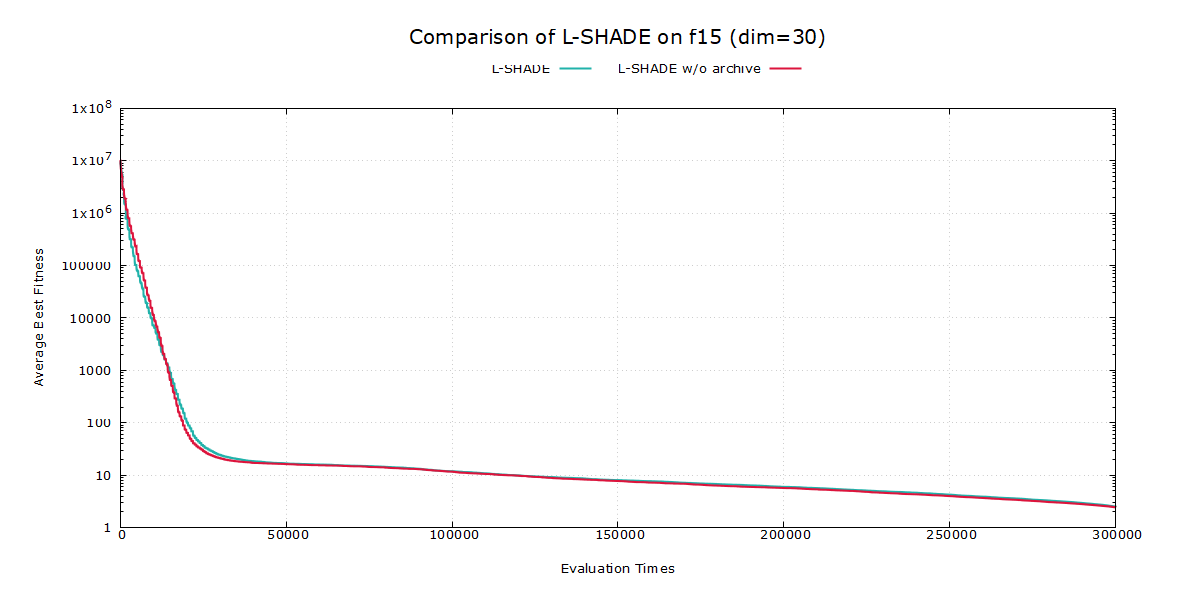 Comparison of L-SHADE on f15 (dim=30)
L-SHADE L-SHADE w/o archive
1x10^8
1x10^7
1x10^6
100000
10000
1000
100
10
1
Average Best Fitness
0 50000 100000 150000 200000 250000 300000
Evaluation Times